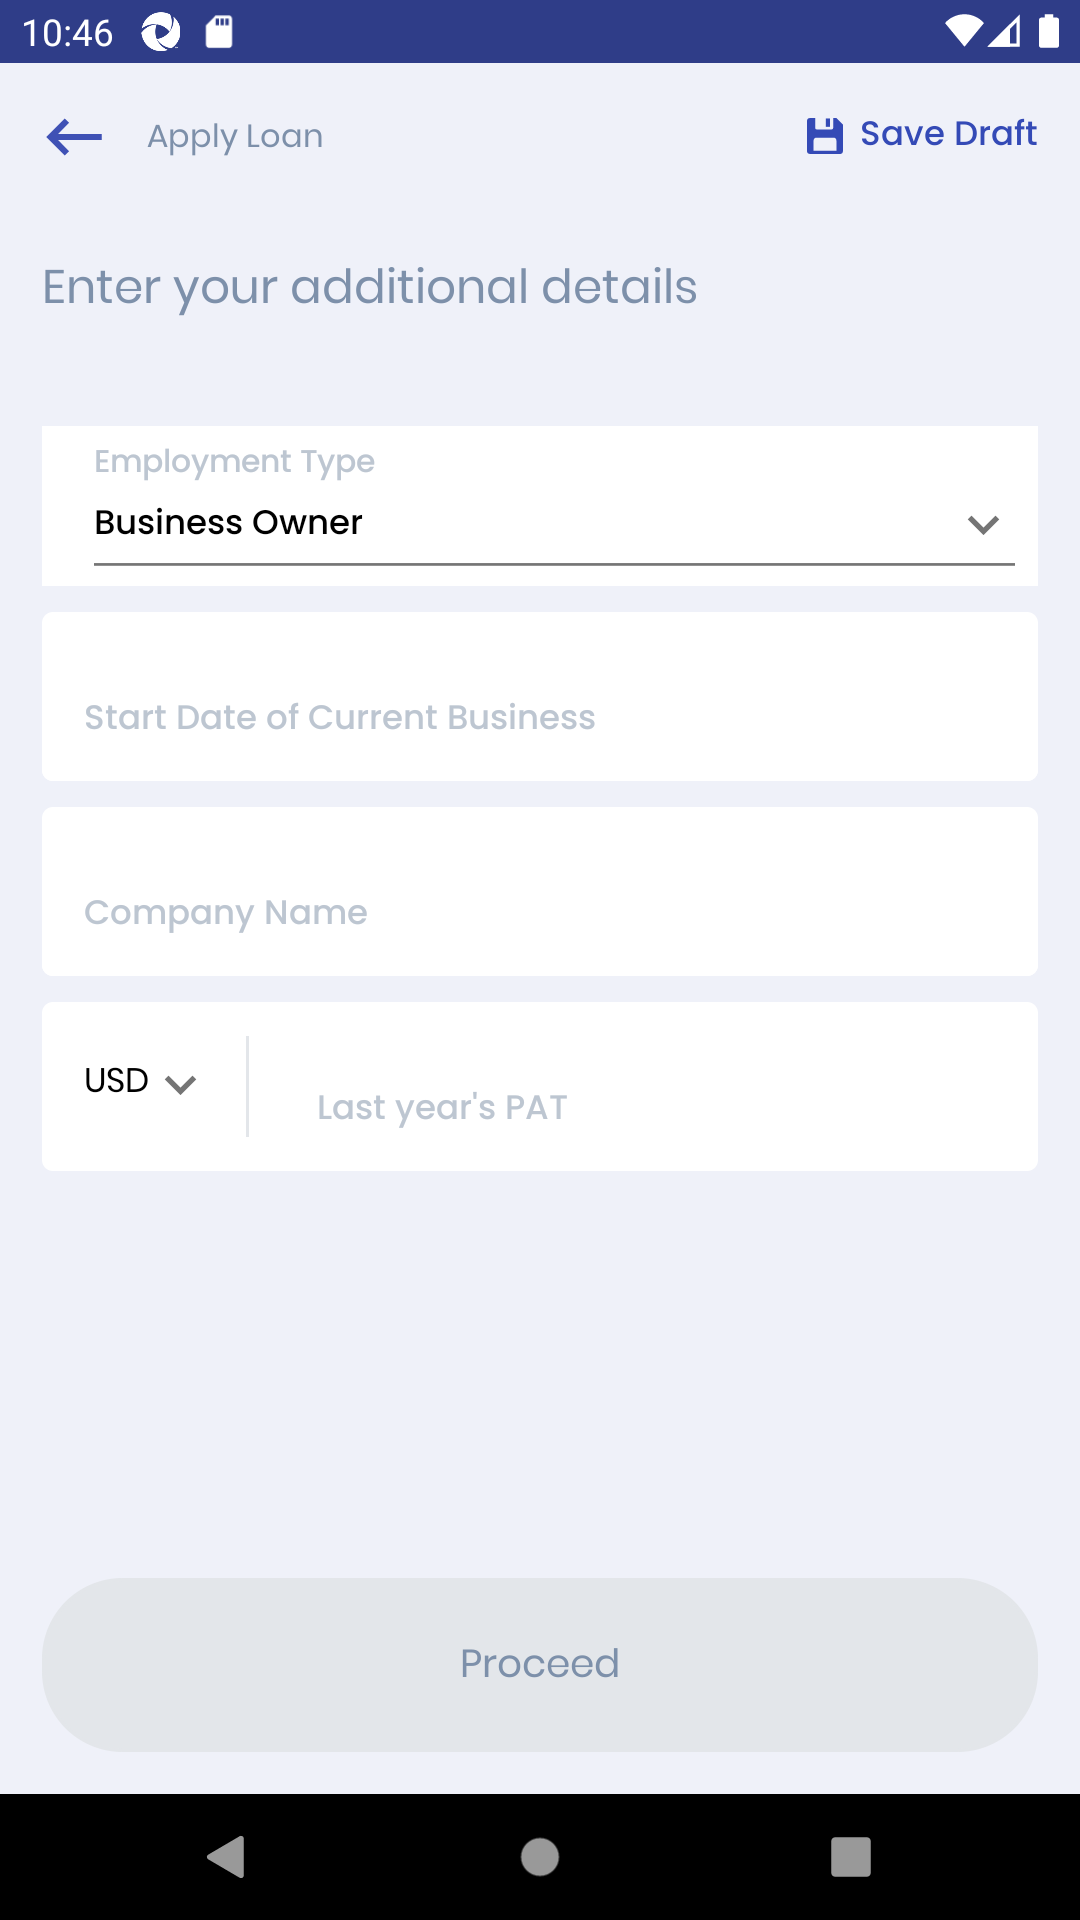 10:46
Apply Loan
Save Draft
Enter your additional details
Employment Type
Business Owner
Start Date of Current Business
Company Name
USD
Last year's PAT
Proceed